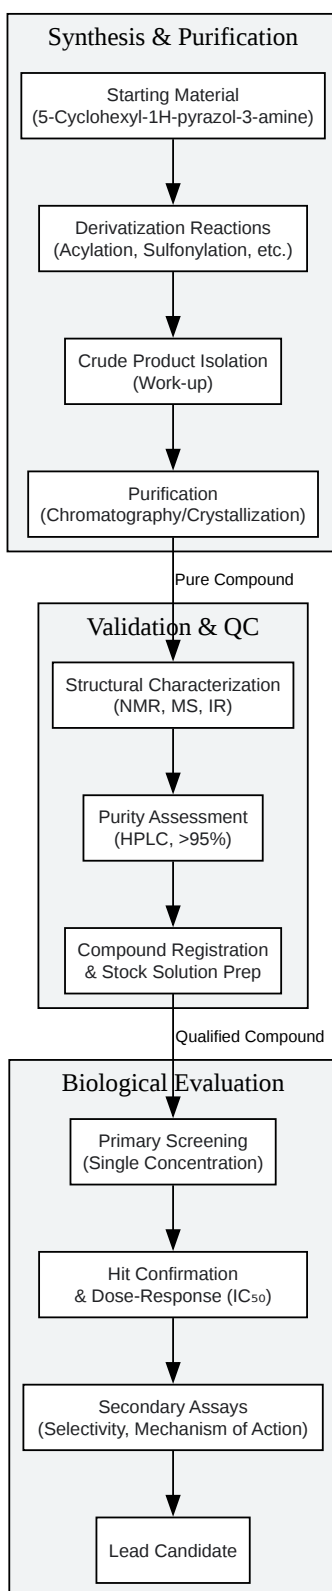 Synthesis & Purification
Starting Material
(5-Cyclohexyl-1H-pyrazol-3-amine)
Derivatization Reactions
(Acylation, Sulfonylation, etc.)
Crude Product Isolation
(Work-up)
Purification
(Chromatography/Crystallization)
Pure Compound
Validation & QC
Structural Characterization
(NMR, MS, IR)
Purity Assessment
(HPLC, >95%)
Compound Registration
& Stock Solution Prep
Qualified Compound
Biological Evaluation
Primary Screening
(Single Concentration)
Hit Confirmation
& Dose-Response (IC₅₀)
Secondary Assays
(Selectivity, Mechanism of Action)
Lead Candidate